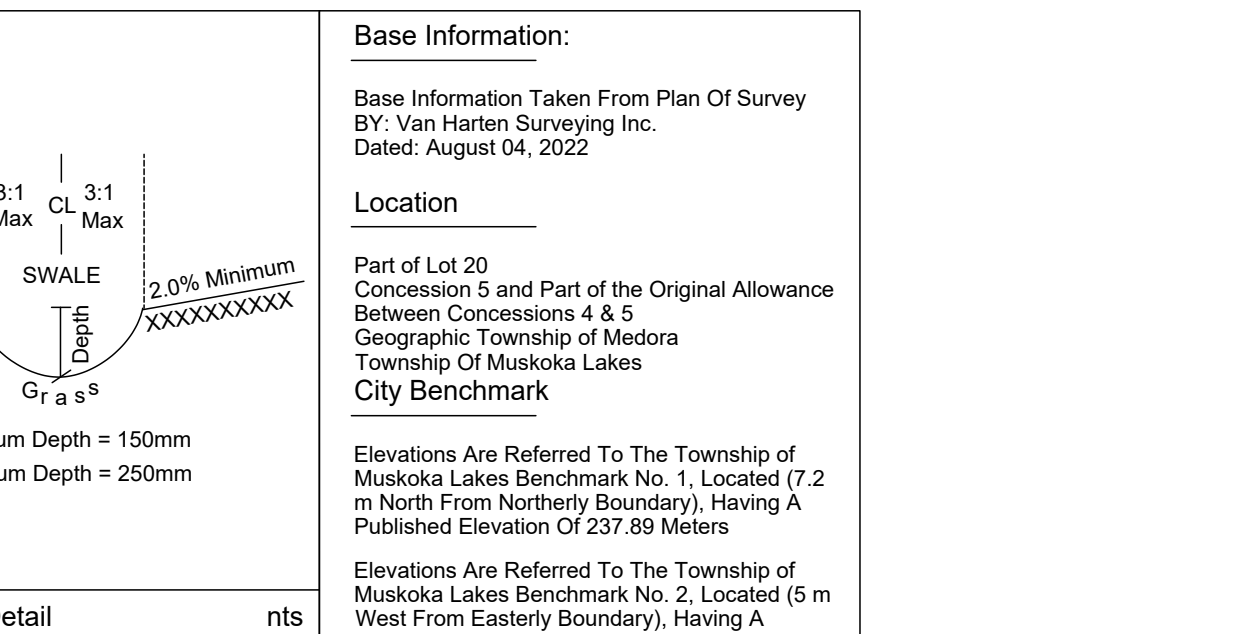 3:1
Max
CL
3:1
Max
SWALE
2.0% Minimum
XXXXXXXXXX
Depth
Grass
um Depth = 150mm
um Depth = 250mm
etail nts
Base Information:
Base Information Taken From Plan Of Survey
BY: Van Harten Surveying Inc.
Dated: August 04, 2022
Location
Part of Lot 20
Concession 5 and Part of the Original Allowance
Between Concessions 4 & 5
Geographic Township of Medora
Township Of Muskoka Lakes
City Benchmark
Elevations Are Referred To The Township of
Muskoka Lakes Benchmark No. 1, Located (7.2
m North From Northerly Boundary), Having A
Published Elevation Of 237.89 Meters
Elevations Are Referred To The Township of
Muskoka Lakes Benchmark No. 2, Located (5 m
West From Easterly Boundary), Having A